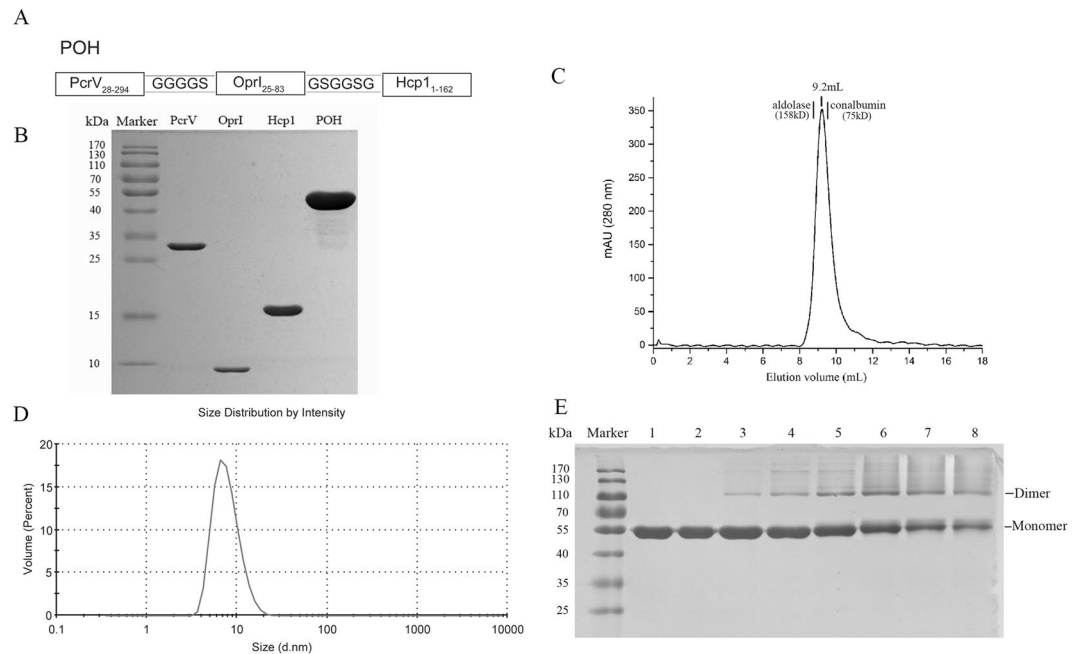 A
POH
PcrV28-294 GGGGS OprI25-83 GSGGSG Hcp11-162
B
kDa Marker PcrV OprI Hcp1 POH
170
130
110
70
55
40
35
25
15
10
C
9.2mL
aldolase conalbumin
(158kD) (75kD)
350
300
250
200
150
100
50
0
mAU (280 nm)
0 2 4 6 8 10 12 14 16 18
Elution volume (mL)
D
Size Distribution by Intensity
20
15
10
5
0
Volume (Percent)
0.1 1 10 100 1000 10000
Size (d.nm)
E
kDa Marker 1 2 3 4 5 6 7 8
170
130
110
70
55
40
35
25
Dimer
Monomer